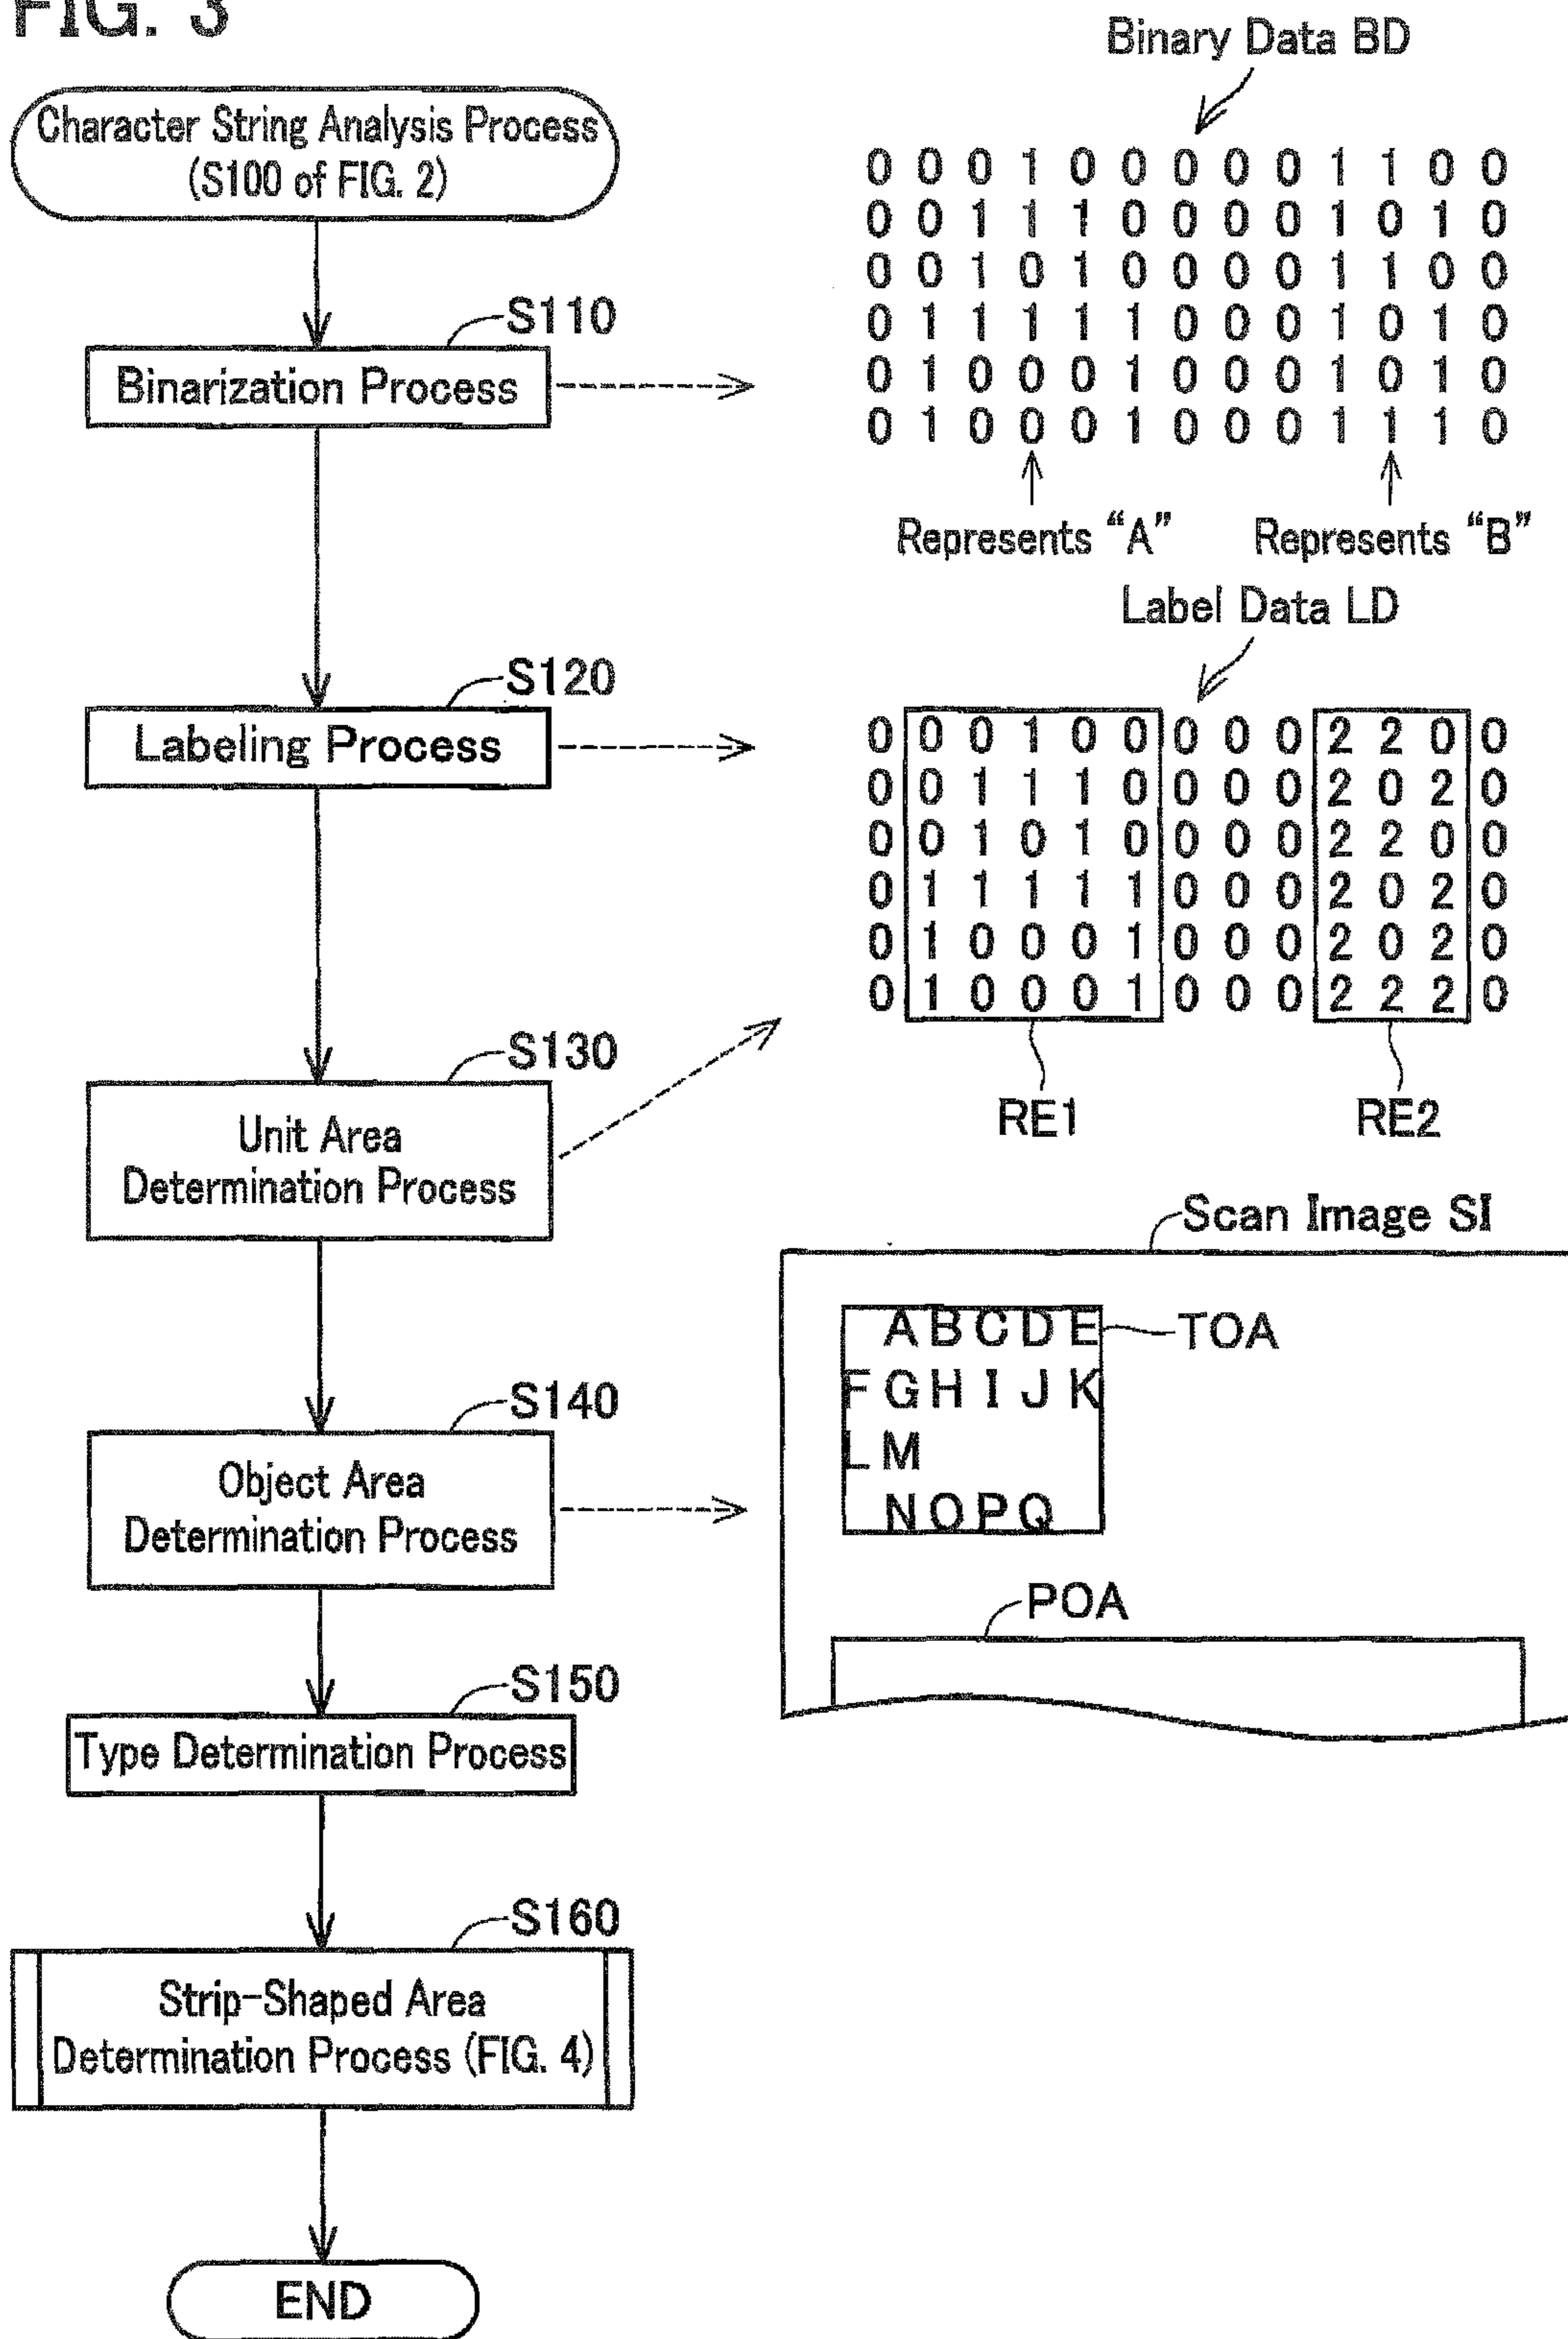 FIG. 3
Character String Analysis Process
(S100 of FIG. 2)
S110
Binarization Process
S120
Labeling Process
S130
Unit Area
Determination Process
S140
Object Area
Determination Process
S150
Type Determination Process
S160
Strip-Shaped Area
Determination Process (FIG. 4)
END
Binary Data BD
0 0 0 1 0 0 0 0 0 1 1 0 0
0 0 1 1 1 0 0 0 0 1 0 1 0
0 0 1 0 1 0 0 0 0 1 1 0 0
0 1 1 1 1 1 0 0 0 1 0 1 0
0 1 0 0 0 1 0 0 0 1 0 1 0
0 1 0 0 0 1 0 0 0 1 1 1 0
Represents “A” Represents “B”
Label Data LD
0 0 0 1 0 0 0 0 0 2 2 0 0
0 0 1 1 1 0 0 0 0 2 0 2 0
0 0 1 0 1 0 0 0 0 2 2 0 0
0 1 1 1 1 1 0 0 0 2 0 2 0
0 1 0 0 0 1 0 0 0 2 0 2 0
0 1 0 0 0 1 0 0 0 2 2 2 0
RE1 RE2
Scan Image SI
A B C D E TOA
F G H I J K
L M
N O P Q
POA